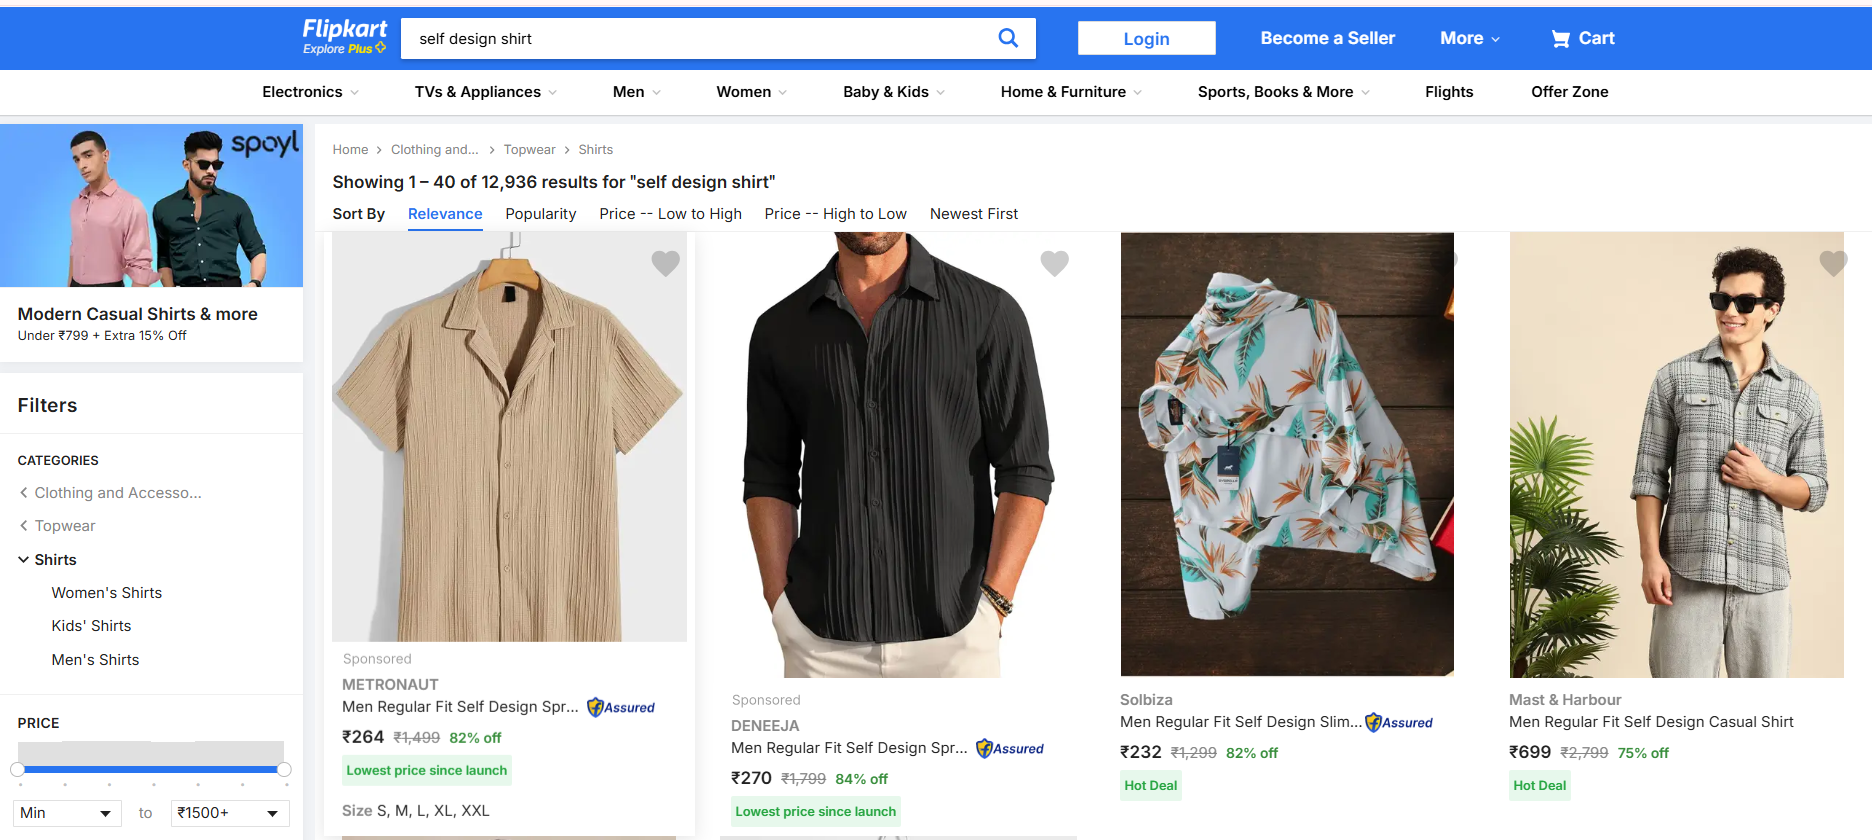 Flipkart
Explore Plus
self design shirt
Login
Become a Seller
More
Cart
Electronics
TVs & Appliances
Men
Women
Baby & Kids
Home & Furniture
Sports, Books & More
Flights
Offer Zone
spoyl
Modern Casual Shirts & more
Under ₹799 + Extra 15% Off
Filters
CATEGORIES
Clothing and Accesso...
Topwear
Shirts
Women's Shirts
Kids' Shirts
Men's Shirts
PRICE
Min
to
₹1500+
Home
Clothing and...
Topwear
Shirts
Showing 1 – 40 of 12,936 results for "self design shirt"
Sort By
Relevance
Popularity
Price -- Low to High
Price -- High to Low
Newest First
Sponsored
METRONAUT
Men Regular Fit Self Design Spr... Assured
₹264 ₹1,499 82% off
Lowest price since launch
Size S, M, L, XL, XXL
Sponsored
DENEEJA
Men Regular Fit Self Design Spr... Assured
₹270 ₹1,799 84% off
Lowest price since launch
Solbiza
Men Regular Fit Self Design Slim... Assured
₹232 ₹1,299 82% off
Hot Deal
Mast & Harbour
Men Regular Fit Self Design Casual Shirt
₹699 ₹2,799 75% off
Hot Deal